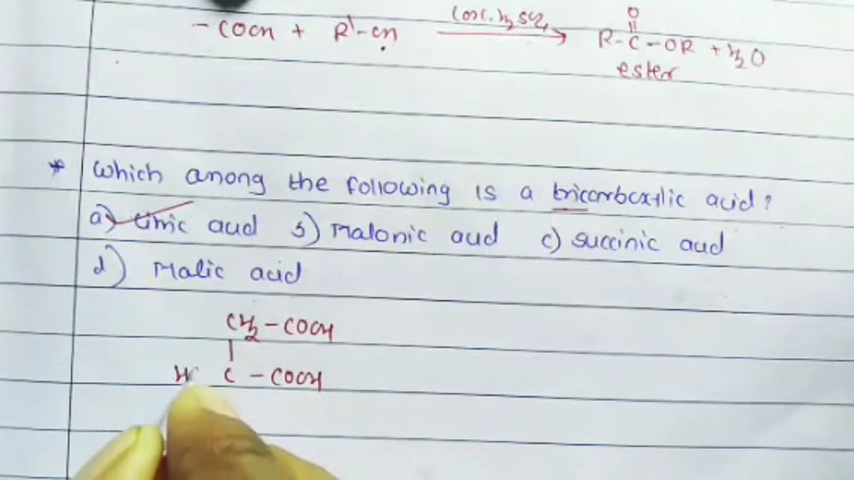 -COOH + R'-OH conc. H2SO4 → R-C-OR + H2O
O
ester
* Which among the following is a tricarboxylic acid?
a) Citric acid b) Malonic acid c) Succinic acid
d) Malic acid
CH2-COOH
H C-COOH